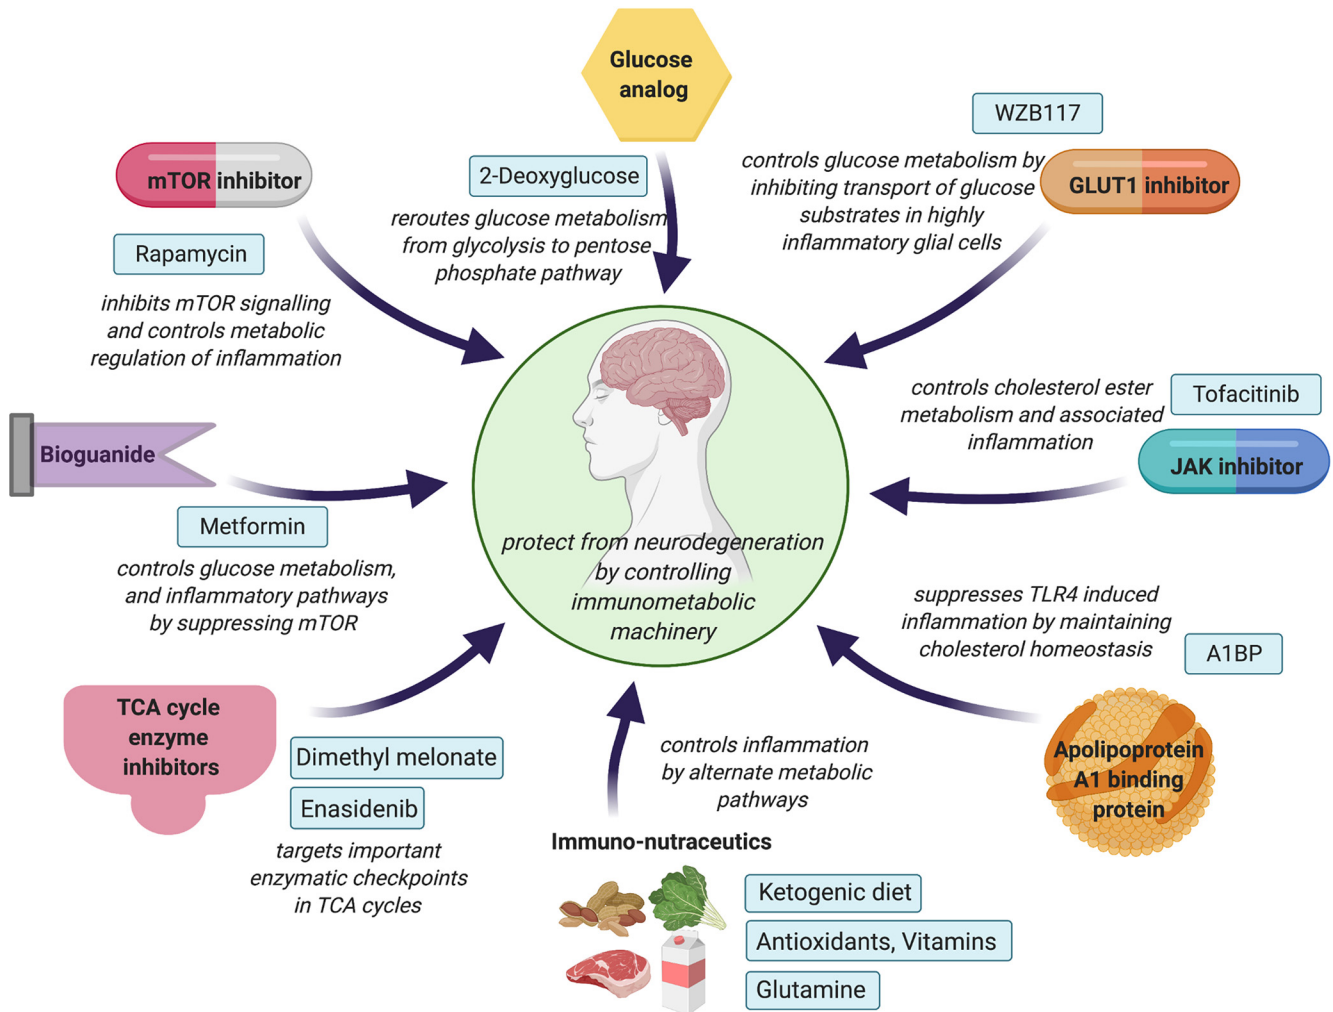 Glucose
analog
2-Deoxyglucose
reroutes glucose metabolism
from glycolysis to pentose
phosphate pathway
WZB117
GLUT1 inhibitor
controls glucose metabolism by
inhibiting transport of glucose
substrates in highly
inflammatory glial cells
mTOR inhibitor
Rapamycin
inhibits mTOR signalling
and controls metabolic
regulation of inflammation
controls cholesterol ester
metabolism and associated
inflammation
Tofacitinib
JAK inhibitor
Bioguanide
Metformin
controls glucose metabolism,
and inflammatory pathways
by suppressing mTOR
protect from neurodegeneration
by controlling
immunometabolic
machinery
suppresses TLR4 induced
inflammation by maintaining
cholesterol homeostasis
A1BP
Apolipoprotein
A1 binding
protein
TCA cycle
enzyme
inhibitors
Dimethyl melonate
Enasidenib
targets important
enzymatic checkpoints
in TCA cycles
controls inflammation
by alternate metabolic
pathways
Immuno-nutraceutics
Ketogenic diet
Antioxidants, Vitamins
Glutamine